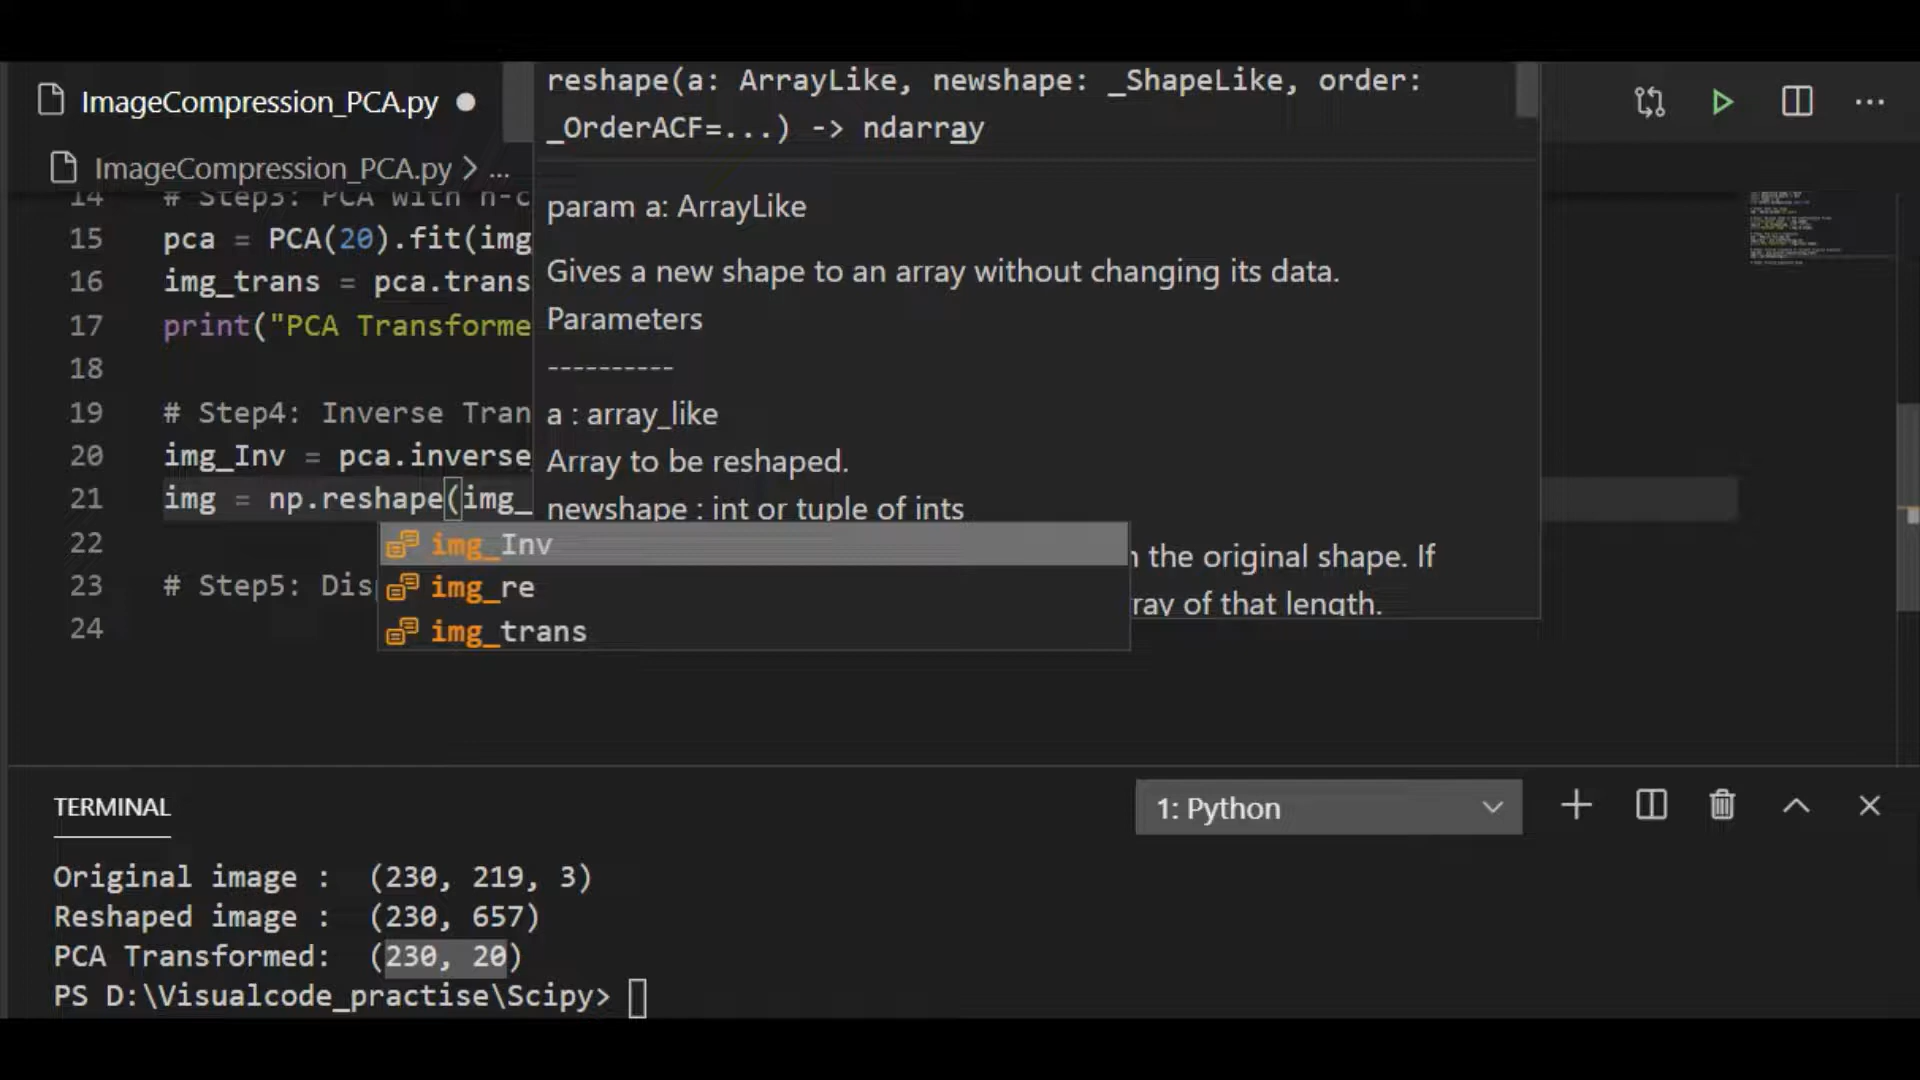 ImageCompression_PCA.py
reshape(a: ArrayLike, newshape: _ShapeLike, order:
_OrderACF=...) -> ndarray
ImageCompression_PCA.py > ...
param a: ArrayLike
Gives a new shape to an array without changing its data.
Parameters
----------
a : array_like
Array to be reshaped.
newshape : int or tuple of ints
the original shape. If
ray of that length.
14 # Step3: PCA with n-c
15 pca = PCA(20).fit(img
16 img_trans = pca.trans
17 print("PCA Transforme
18
19 # Step4: Inverse Tran
20 img_Inv = pca.inverse
21 img = np.reshape(img_
22
23 # Step5: Dis
24
img_Inv
img_re
img_trans
TERMINAL
1: Python
Original image :  (230, 219, 3)
Reshaped image :  (230, 657)
PCA Transformed:  (230, 20)
PS D:\Visualcode_practise\Scipy>